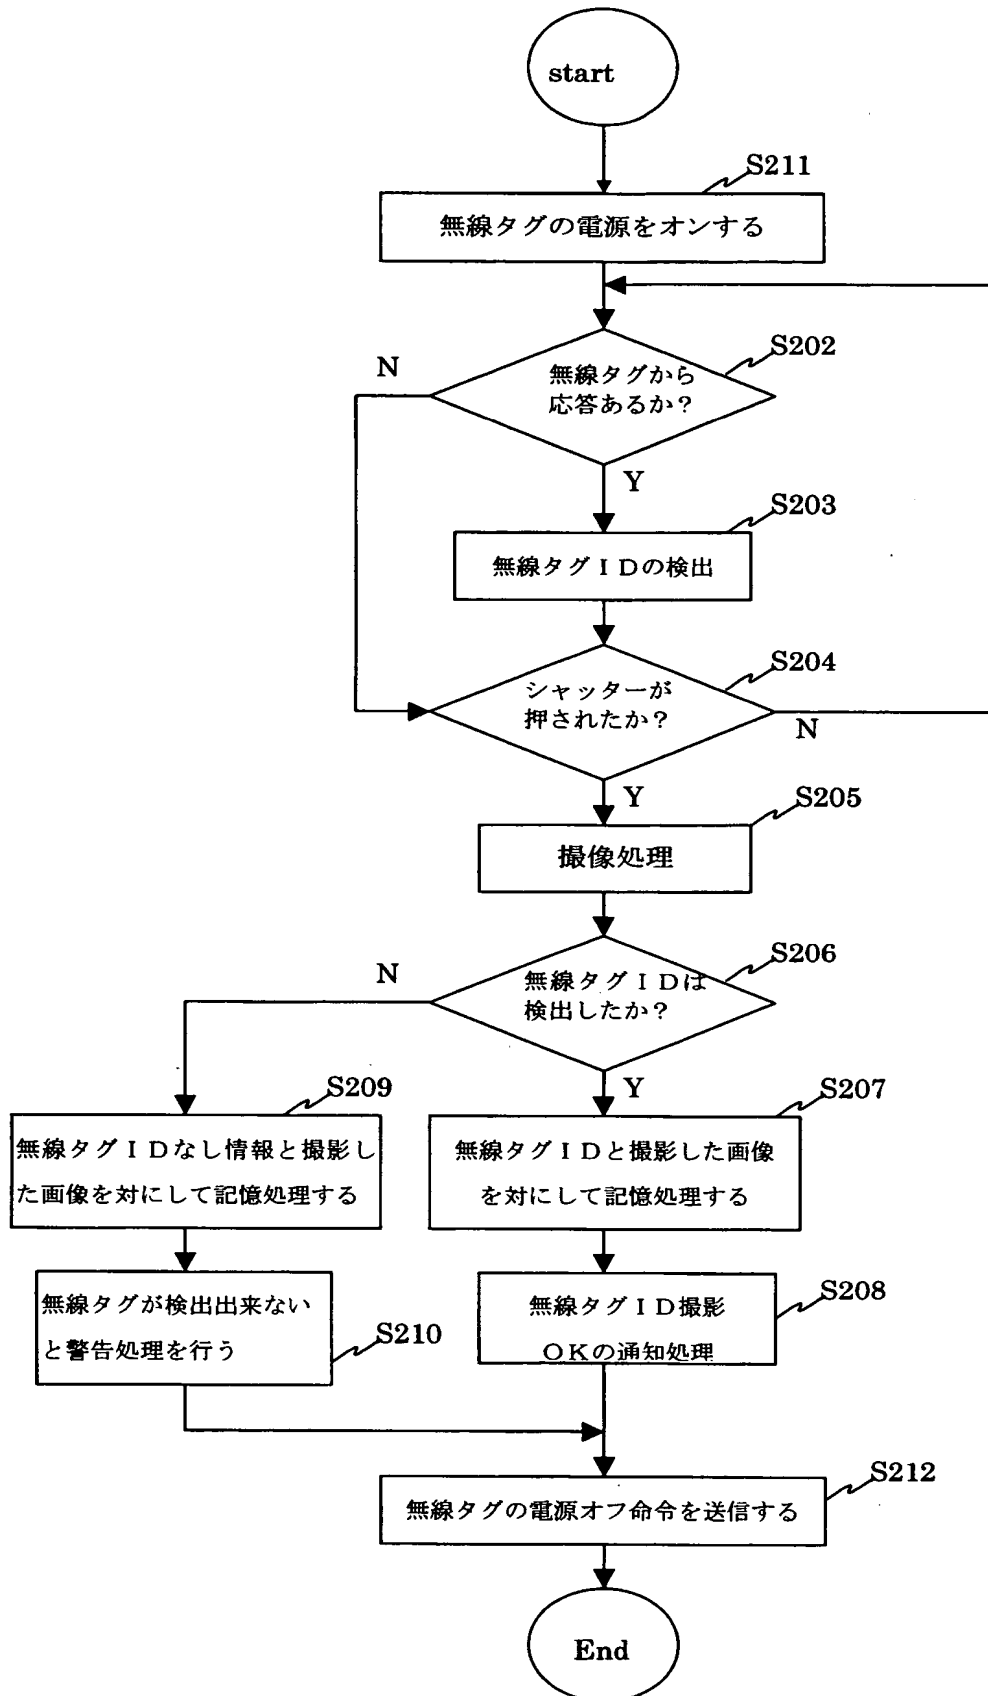 start
S211
無線タグの電源をオンする
S202
N
無線タグから
応答あるか？
Y
S203
無線タグＩＤの検出
S204
シャッターが
押されたか？
N
Y
S205
撮像処理
S206
N
無線タグＩＤは
検出したか？
Y
S209
無線タグＩＤなし情報と撮影し
た画像を対にして記憶処理する
S207
無線タグＩＤと撮影した画像
を対にして記憶処理する
無線タグが検出出来ない
と警告処理を行う
S210
S208
無線タグＩＤ撮影
ＯＫの通知処理
S212
無線タグの電源オフ命令を送信する
End